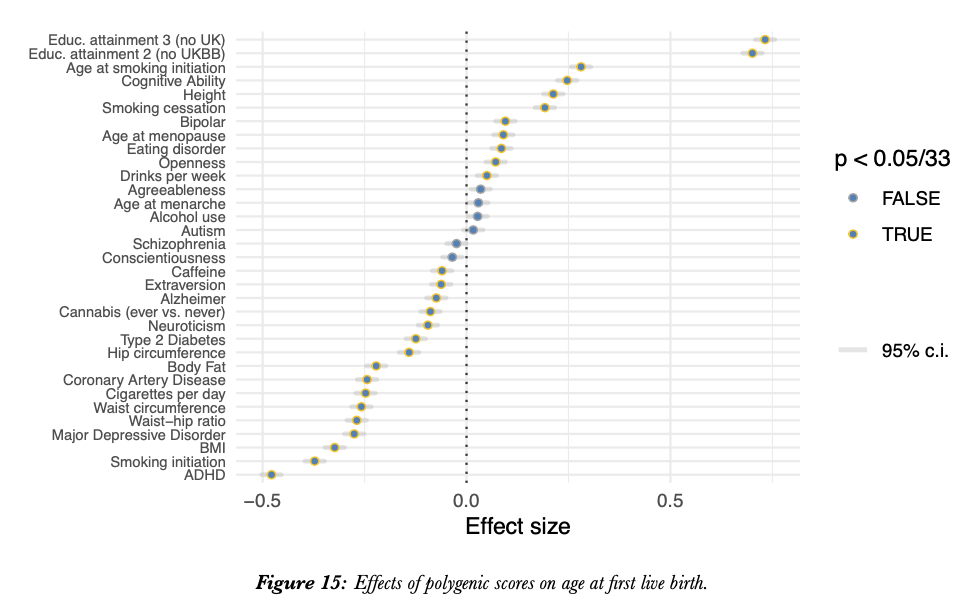 Educ. attainment 3 (no UK)
Educ. attainment 2 (no UKBB)
Age at smoking initiation
Cognitive Ability
Height
Smoking cessation
Bipolar
Age at menopause
Eating disorder
Openness
Drinks per week
Agreeableness
Age at menarche
Alcohol use
Autism
Schizophrenia
Conscientiousness
Caffeine
Extraversion
Alzheimer
Cannabis (ever vs. never)
Neuroticism
Type 2 Diabetes
Hip circumference
Body Fat
Coronary Artery Disease
Cigarettes per day
Waist circumference
Waist−hip ratio
Major Depressive Disorder
BMI
Smoking initiation
ADHD
−0.5 0.0 0.5
Effect size
p < 0.05/33
FALSE
TRUE
95% c.i.
Figure 15: Effects of polygenic scores on age at first live birth.